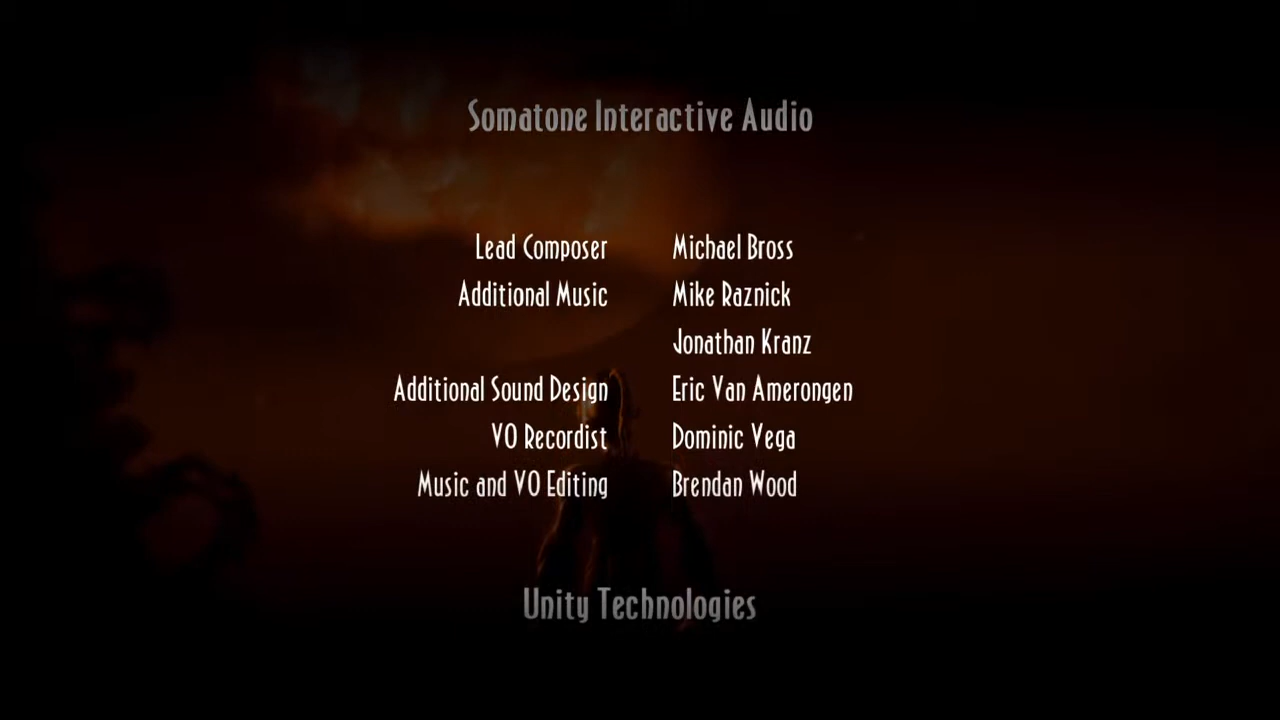 Somatone Interactive Audio
Lead Composer Michael Bross
Additional Music Mike Raznick
Jonathan Kranz
Additional Sound Design Eric Van Amerongen
VO Recordist Dominic Vega
Music and VO Editing Brendan Wood
Unity Technologies